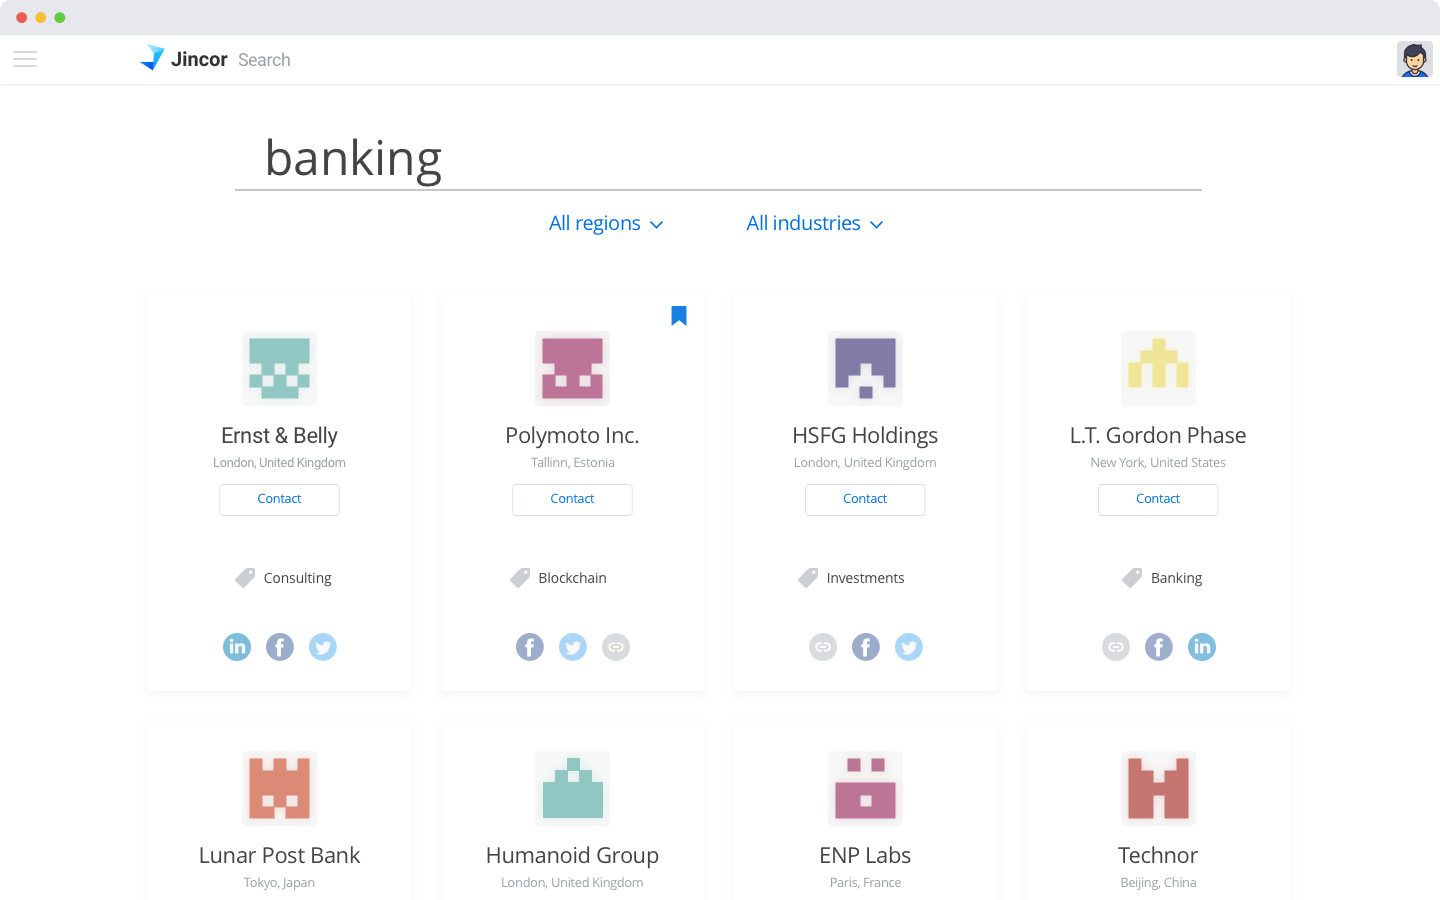 Jincor Search
banking
All regions
All industries
Ernst & Belly
London, United Kingdom
Contact
Consulting
Polymoto Inc.
Tallinn, Estonia
Contact
Blockchain
HSFG Holdings
London, United Kingdom
Contact
Investments
L.T. Gordon Phase
New York, United States
Contact
Banking
Lunar Post Bank
Tokyo, Japan
Humanoid Group
London, United Kingdom
ENP Labs
Paris, France
Technor
Beijing, China